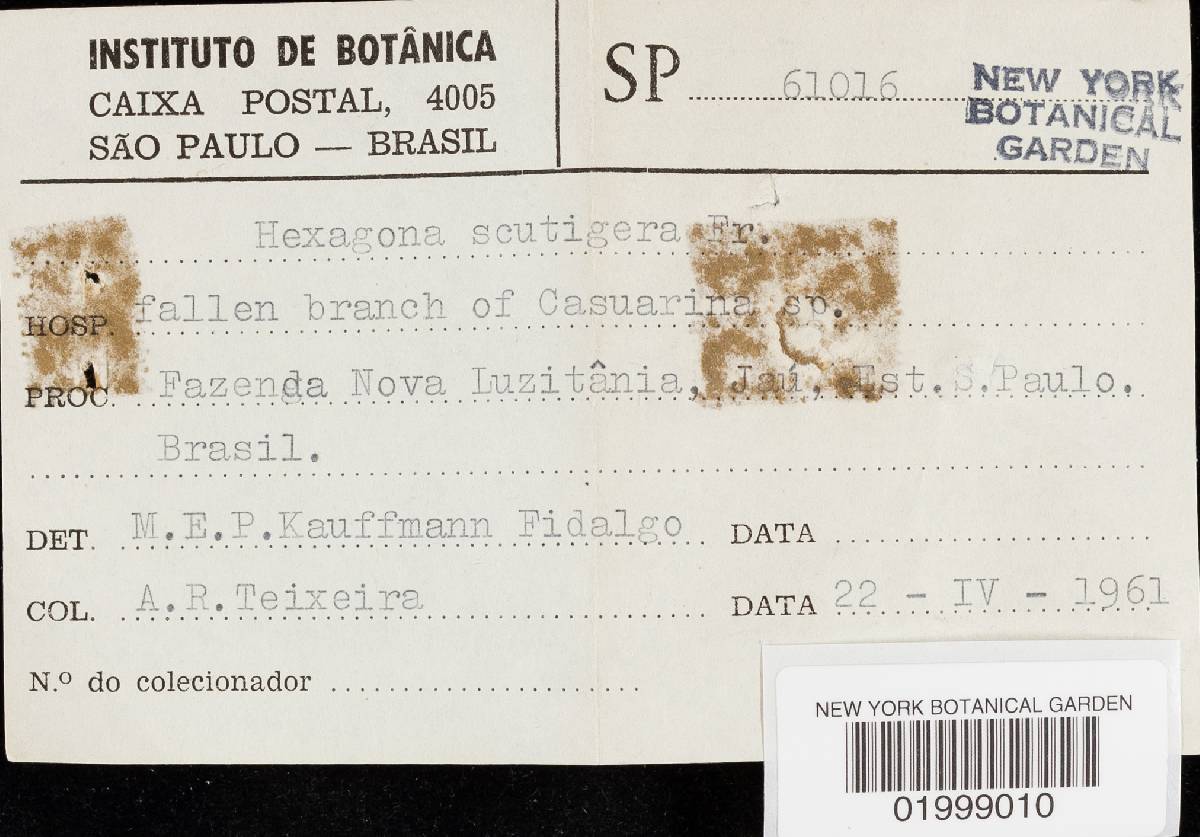 INSTITUTO DE BOTÂNICA
CAIXA POSTAL, 4005
SÃO PAULO — BRASIL
SP 61016
NEW YORK
BOTANICAL
GARDEN
Hexagona scutigera Fr.
HOSP. fallen branch of Casuarina sp.
PROC. Fazenda Nova Luzitânia, Jaú, Est.S.Paulo.
Brasil.
DET. M.E.P.Kauffmann Fidalgo DATA
COL. A.R.Teixeira DATA 22 - IV - 1961
N.º do colecionador
NEW YORK BOTANICAL GARDEN
01999010